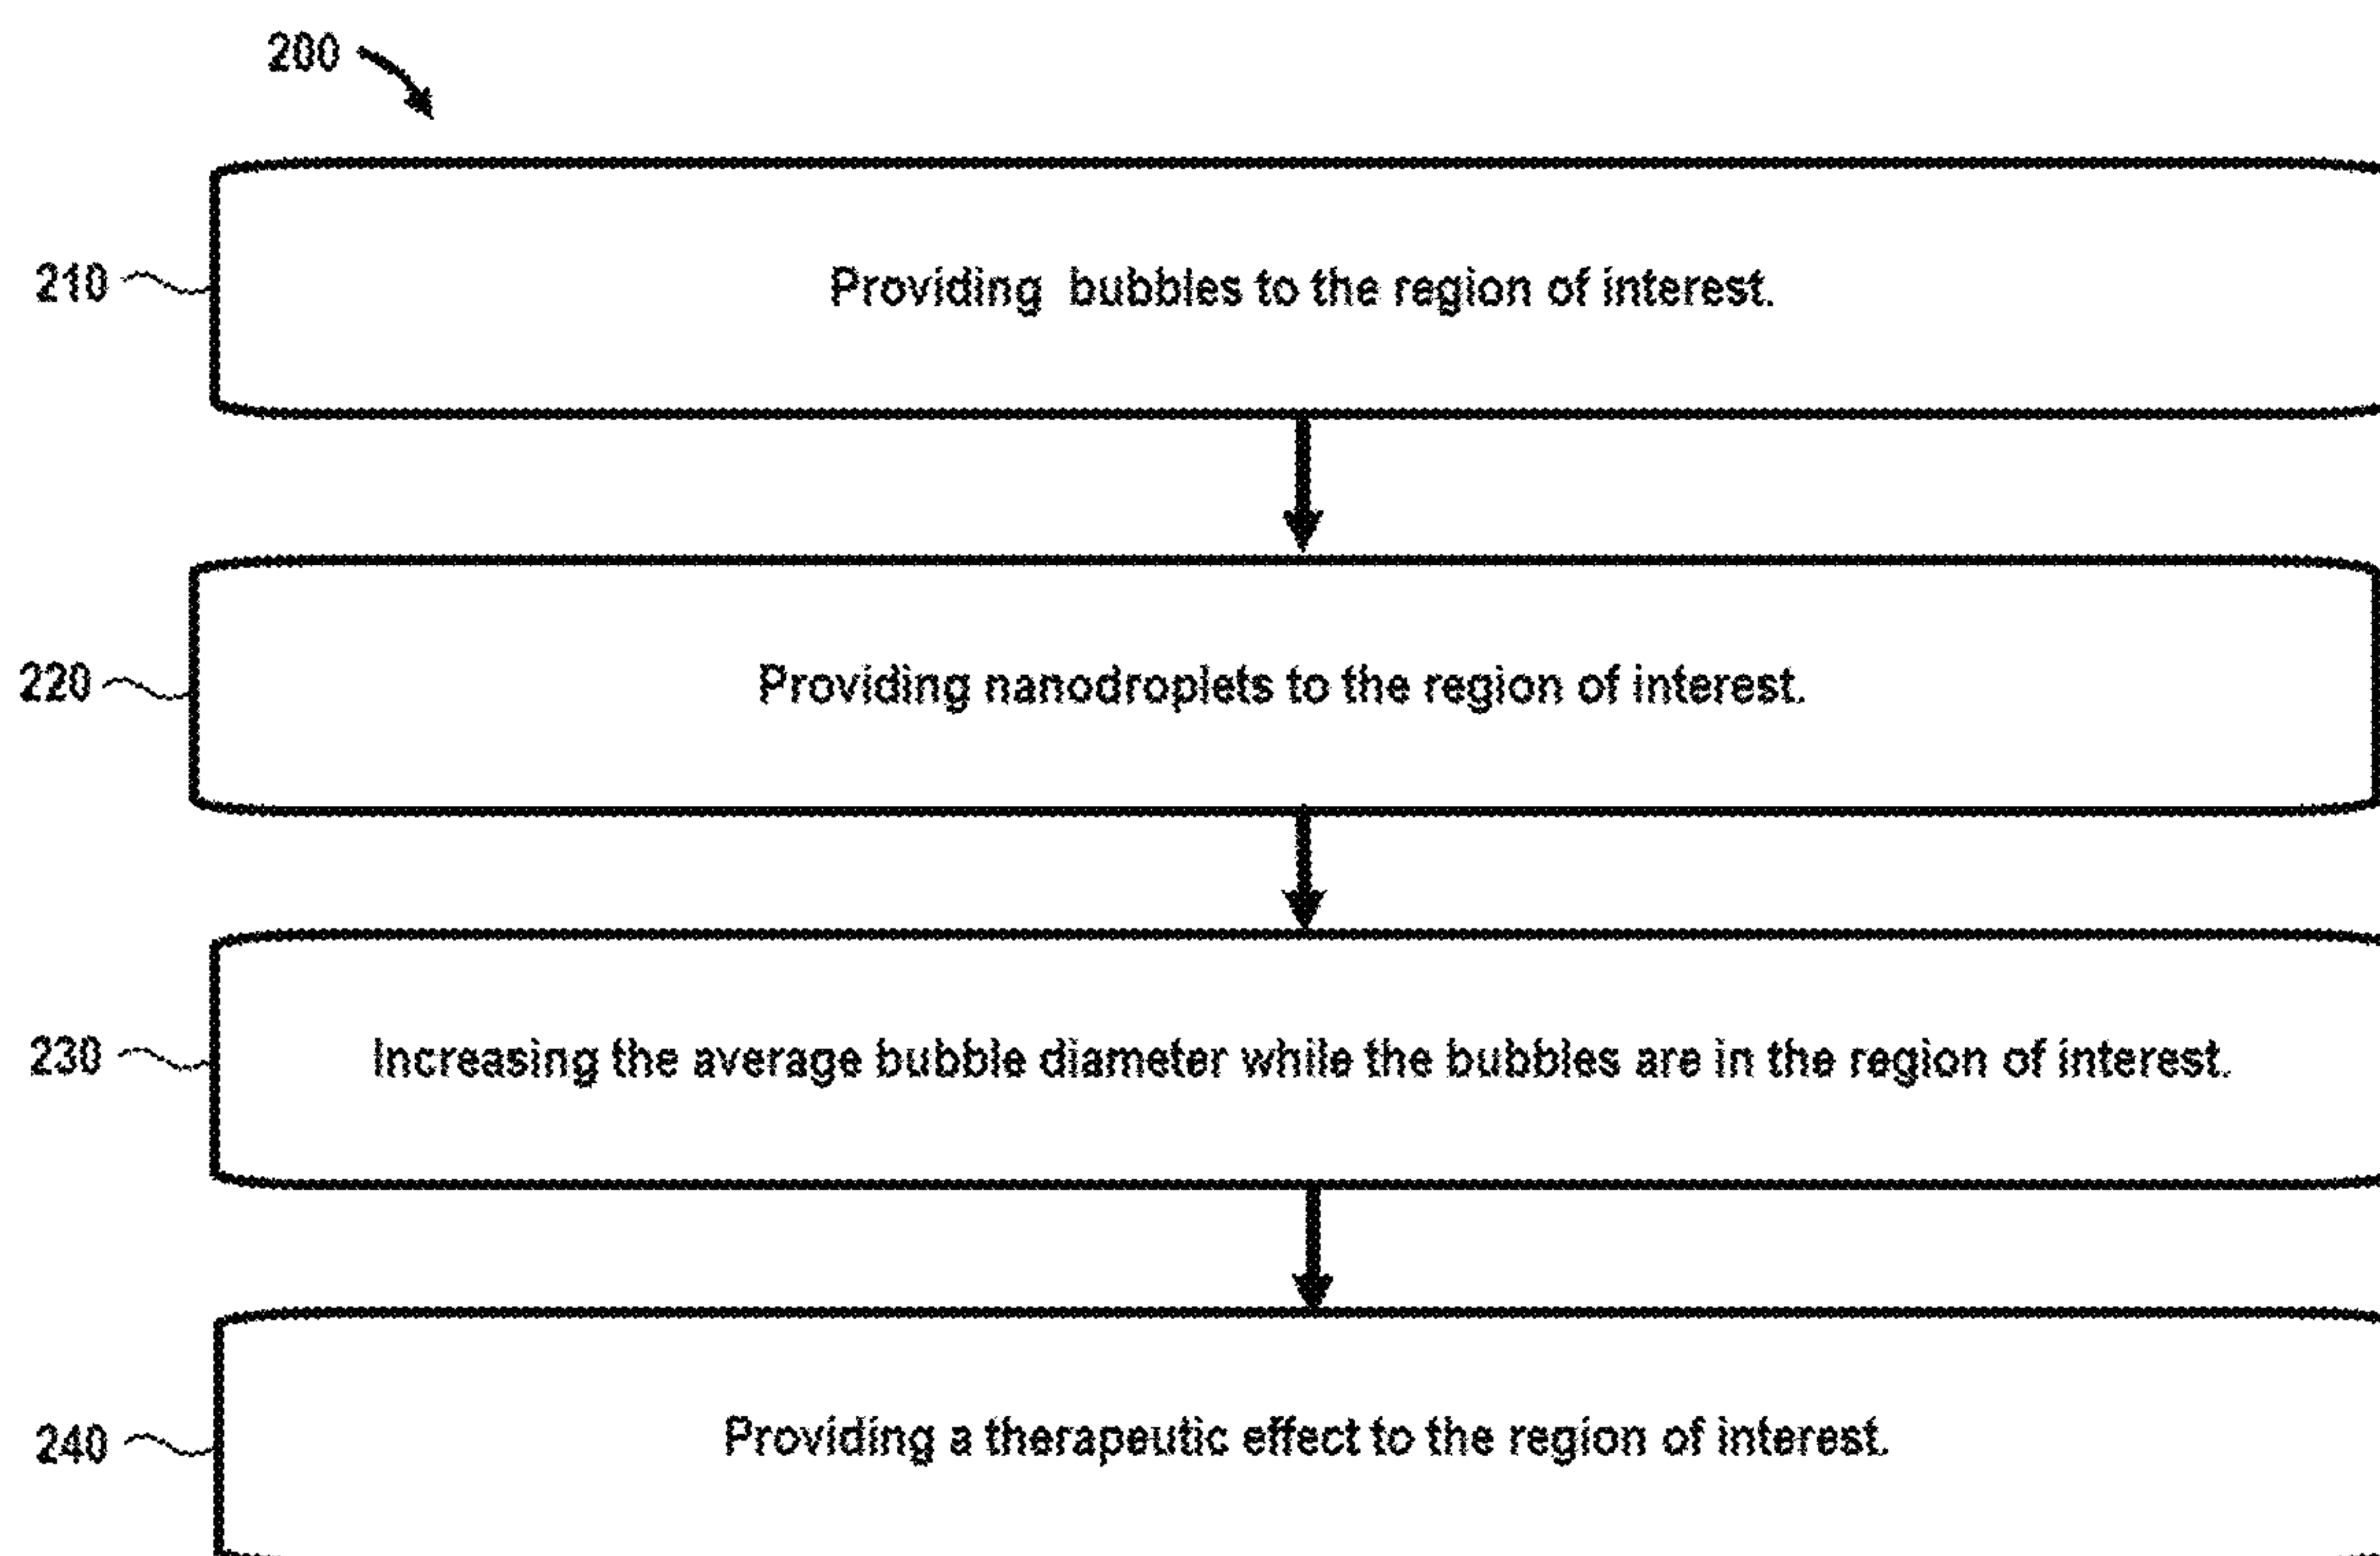 200
210
Providing bubbles to the region of interest.
220
Providing nanodroplets to the region of interest.
230
Increasing the average bubble diameter while the bubbles are in the region of interest.
240
Providing a therapeutic effect to the region of interest.